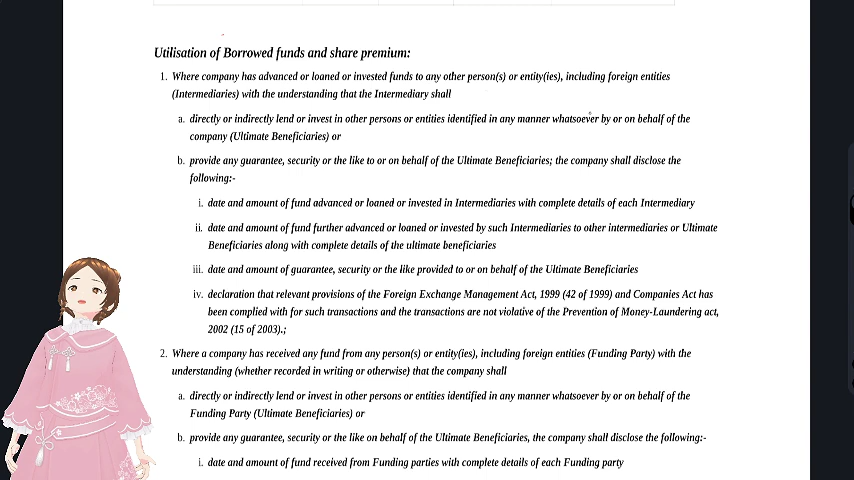 Utilisation of Borrowed funds and share premium:
1. Where company has advanced or loaned or invested funds to any other person(s) or entity(ies), including foreign entities
(Intermediaries) with the understanding that the Intermediary shall
a. directly or indirectly lend or invest in other persons or entities identified in any manner whatsoever by or on behalf of the
company (Ultimate Beneficiaries) or
b. provide any guarantee, security or the like to or on behalf of the Ultimate Beneficiaries; the company shall disclose the
following:-
i. date and amount of fund advanced or loaned or invested in Intermediaries with complete details of each Intermediary
ii. date and amount of fund further advanced or loaned or invested by such Intermediaries to other intermediaries or Ultimate
Beneficiaries along with complete details of the ultimate beneficiaries
iii. date and amount of guarantee, security or the like provided to or on behalf of the Ultimate Beneficiaries
iv. declaration that relevant provisions of the Foreign Exchange Management Act, 1999 (42 of 1999) and Companies Act has
been complied with for such transactions and the transactions are not violative of the Prevention of Money-Laundering act,
2002 (15 of 2003).;
2. Where a company has received any fund from any person(s) or entity(ies), including foreign entities (Funding Party) with the
understanding (whether recorded in writing or otherwise) that the company shall
a. directly or indirectly lend or invest in other persons or entities identified in any manner whatsoever by or on behalf of the
Funding Party (Ultimate Beneficiaries) or
b. provide any guarantee, security or the like on behalf of the Ultimate Beneficiaries, the company shall disclose the following:-
i. date and amount of fund received from Funding parties with complete details of each Funding party